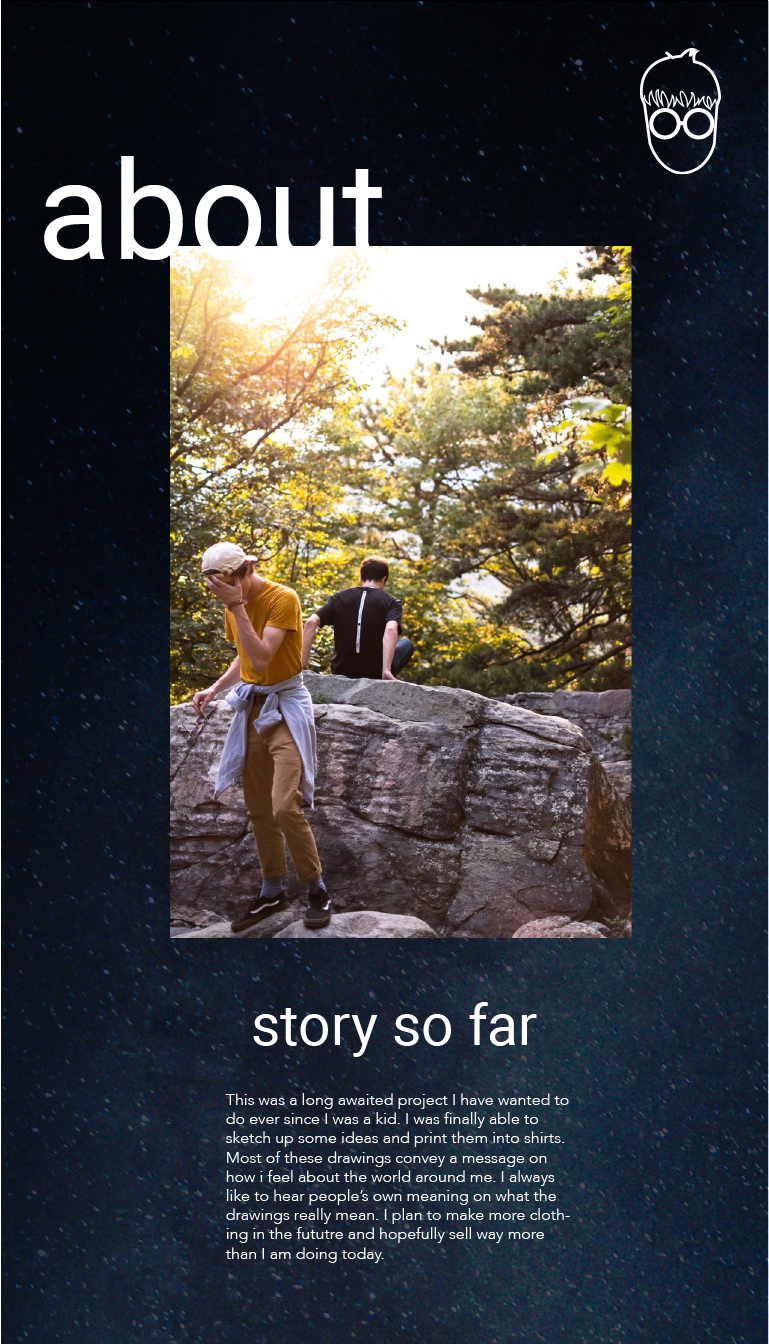 about
story so far
This was a long awaited project I have wanted to
do ever since I was a kid. I was finally able to
sketch up some ideas and print them into shirts.
Most of these drawings convey a message on
how i feel about the world around me. I always
like to hear people’s own meaning on what the
drawings really mean. I plan to make more cloth-
ing in the fututre and hopefully sell way more
than I am doing today.